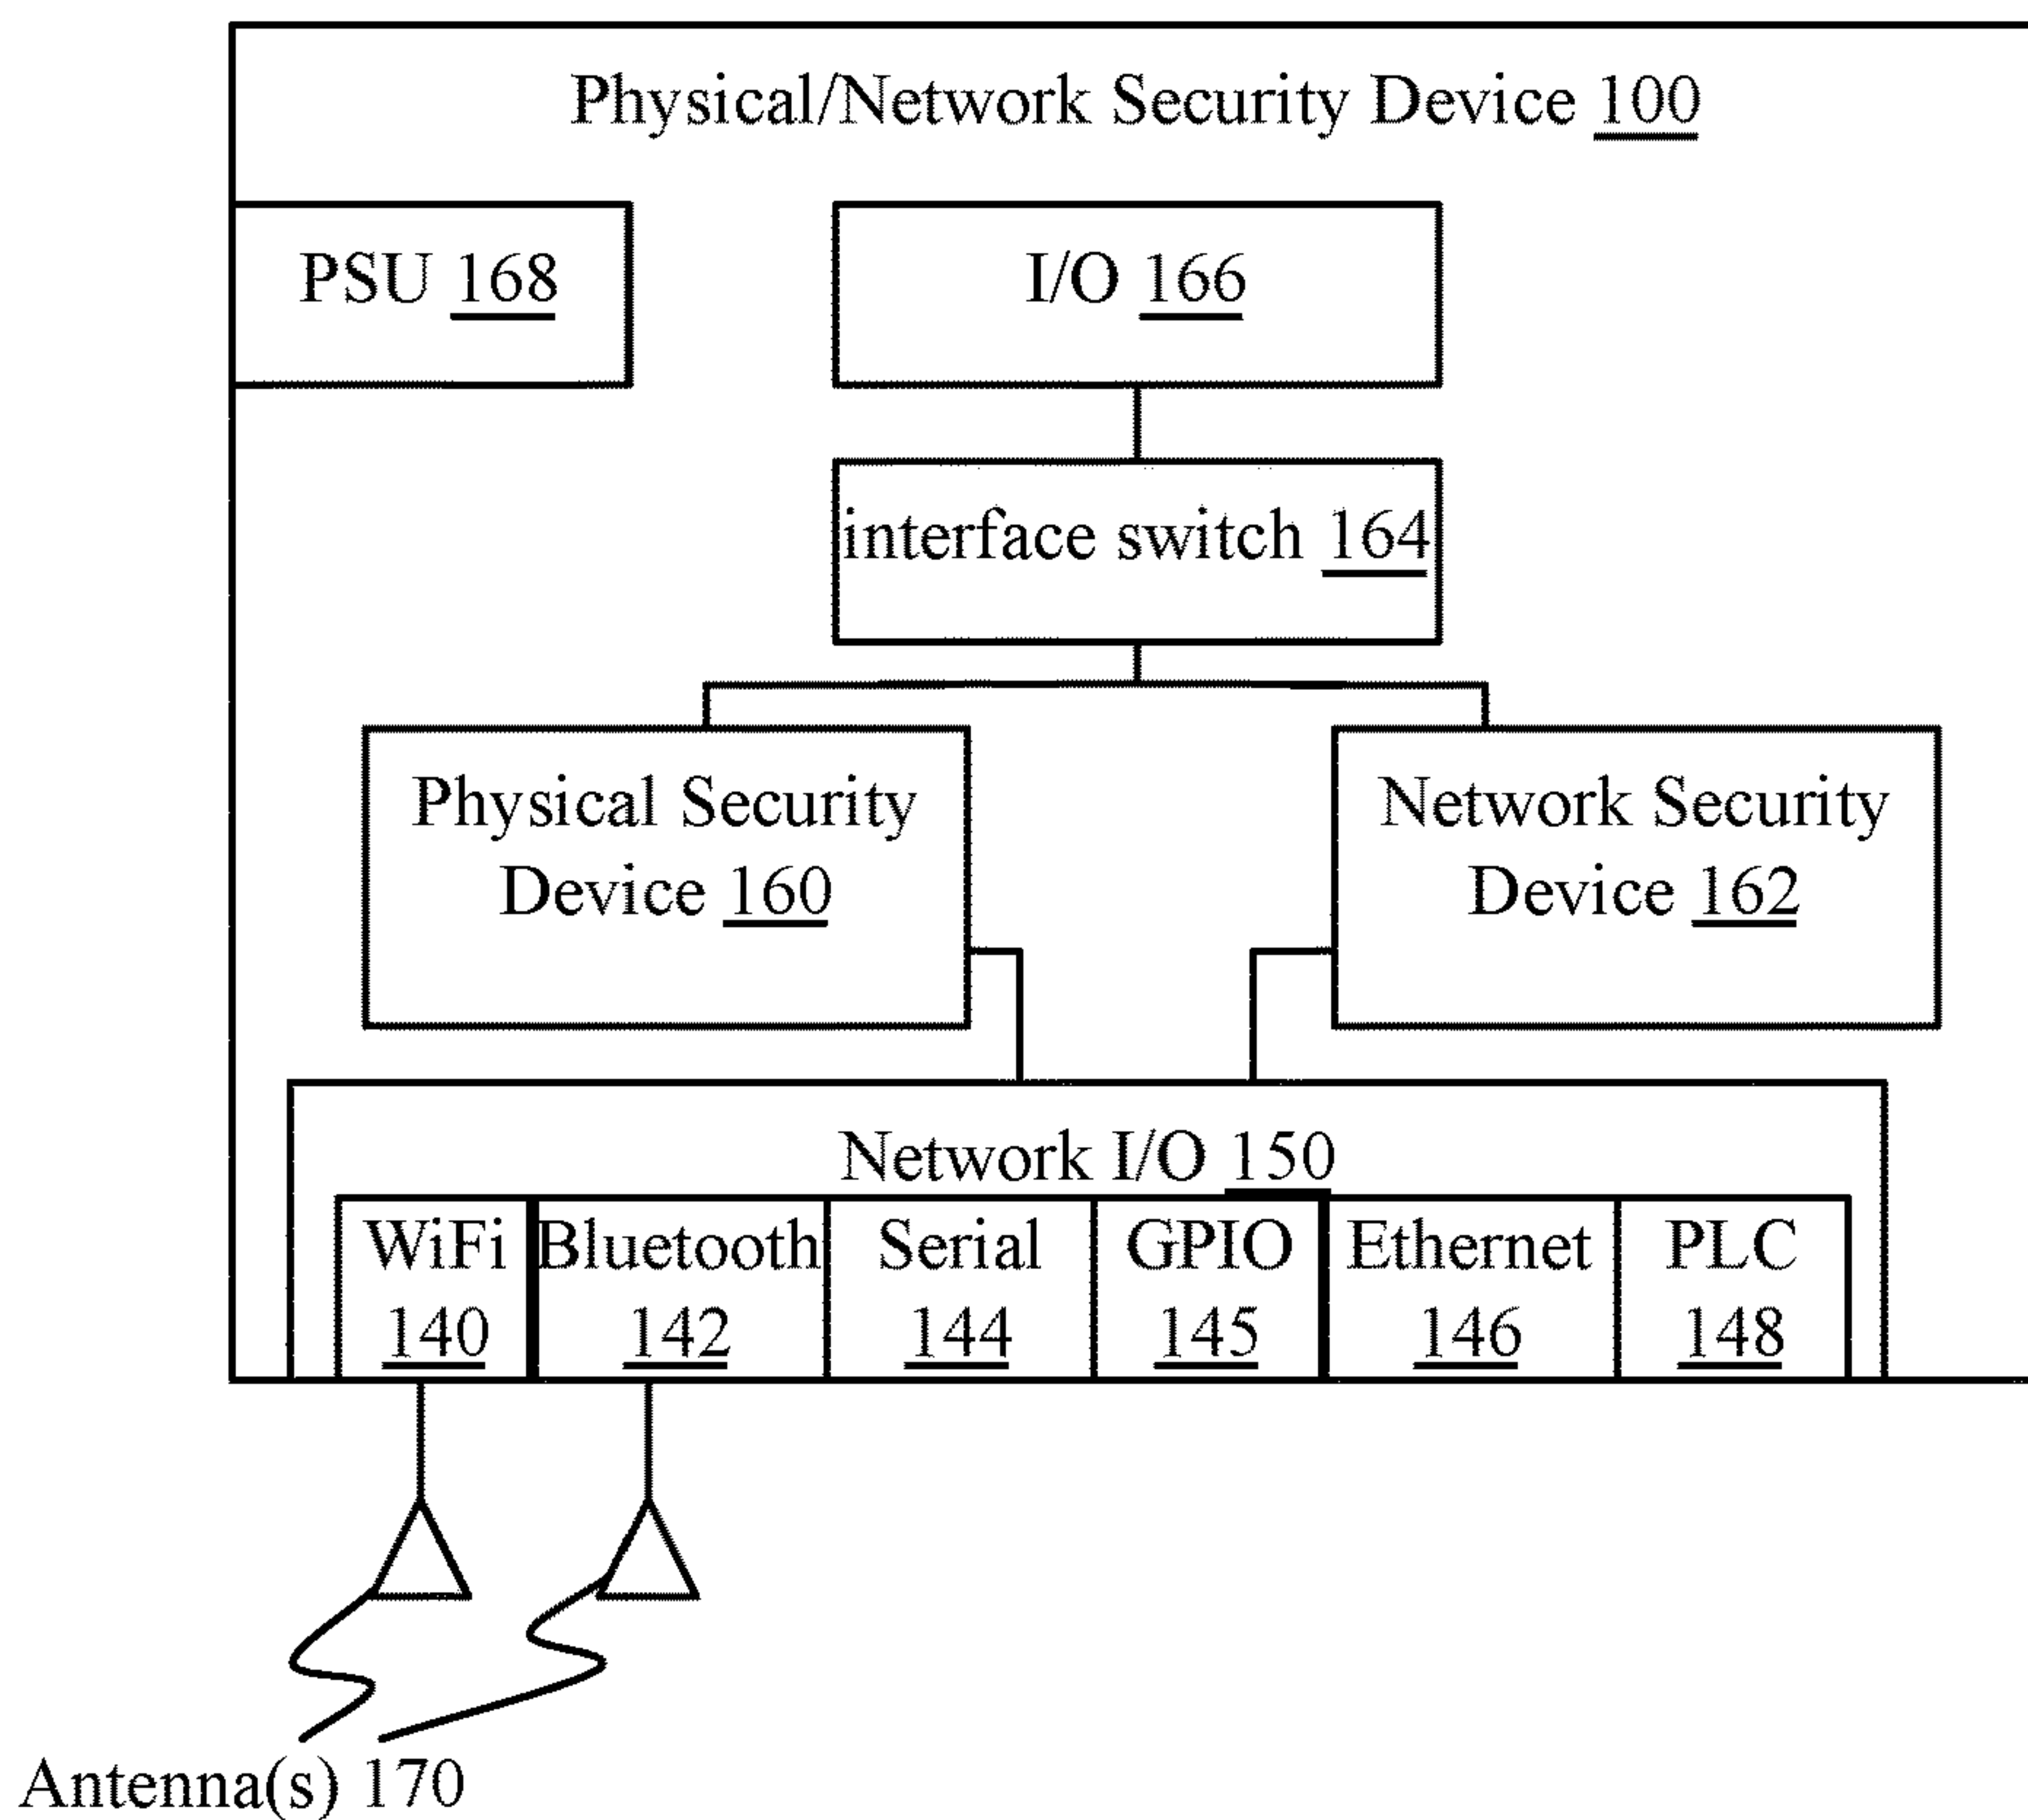 Physical/Network Security Device 100
PSU 168
I/O 166
interface switch 164
Physical Security
Device 160
Network Security
Device 162
Network I/O 150
WiFi
140
Bluetooth
142
Serial
144
GPIO
145
Ethernet
146
PLC
148
Antenna(s) 170